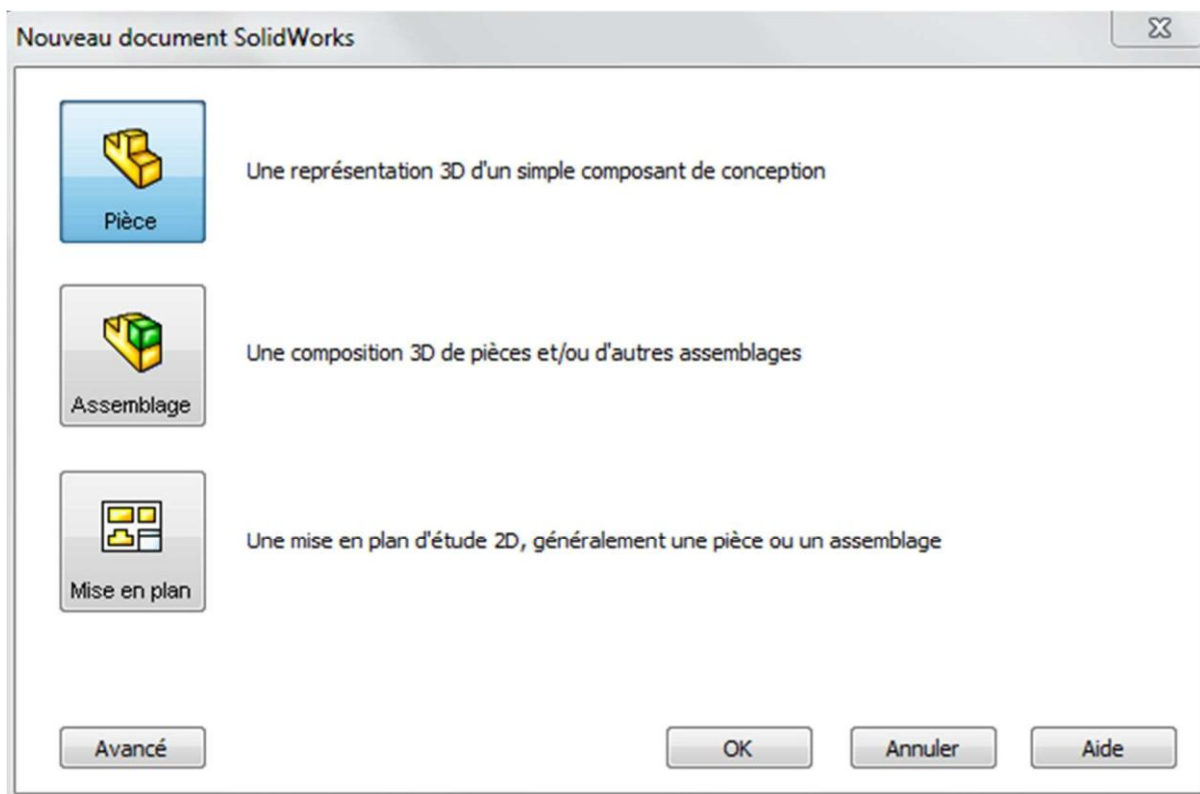 Nouveau document SolidWorks
Pièce
Une représentation 3D d'un simple composant de conception
Assemblage
Une composition 3D de pièces et/ou d'autres assemblages
Mise en plan
Une mise en plan d'étude 2D, généralement une pièce ou un assemblage
Avancé
OK
Annuler
Aide